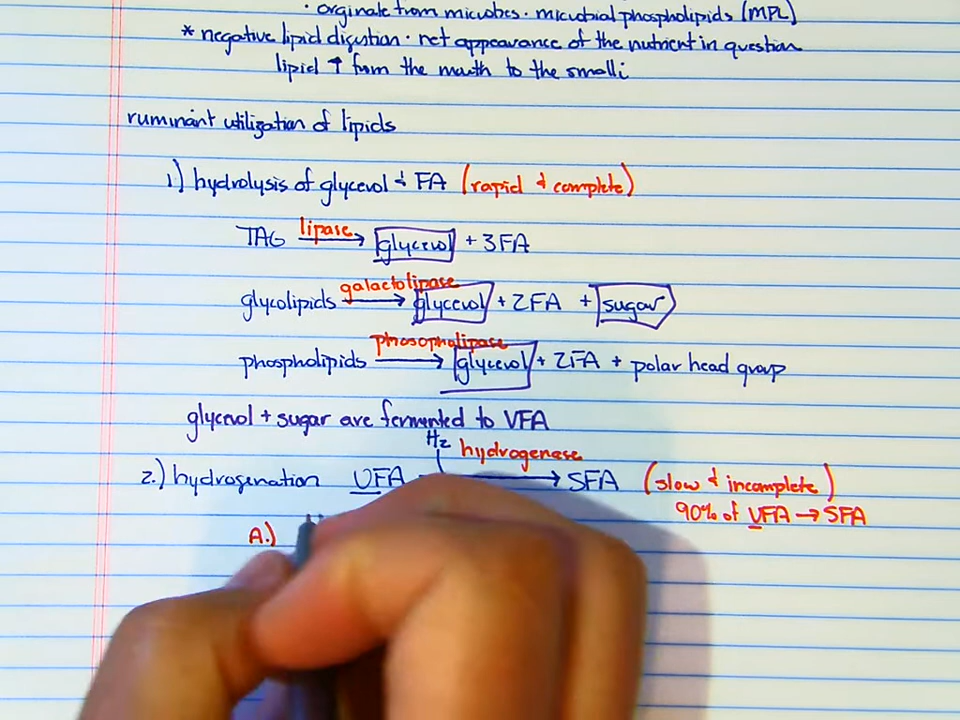 · orginate from microbes · microbial phospholipids (MPL)
* negative lipid digestion · net appearance of the nutrient in question
lipid ↑ from the mouth to the small i
ruminant utilization of lipids
1.) hydrolysis of glycerol & FA (rapid & complete)
TAG lipase → glycerol + 3FA
glycolipids galactolipase → glycerol + 2FA + sugar
phospholipids phosopholipase → glycerol + 2FA + polar head group
glycerol + sugar are fermented to VFA
H2 hydrogenase
2.) hydrogenation UFA → SFA (slow & incomplete)
90% of UFA → SFA
A.)